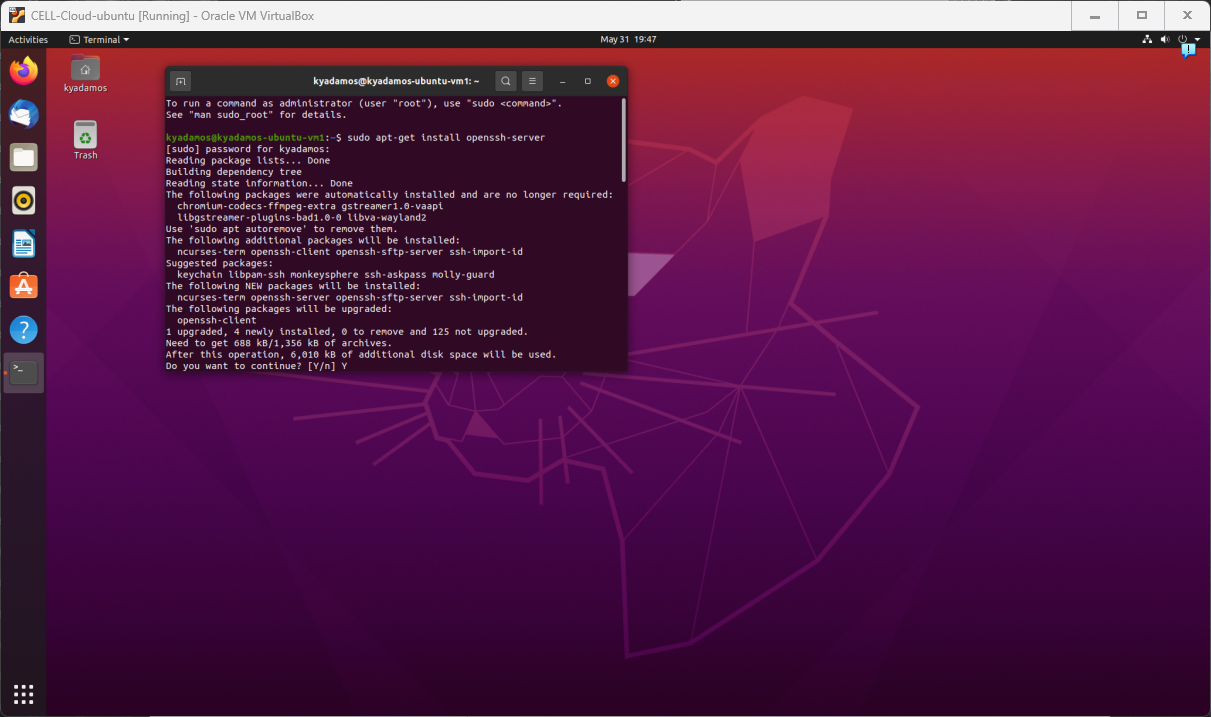 CELL-Cloud-ubuntu [Running] - Oracle VM VirtualBox
Activities
Terminal
May 31 19:47
kyadamos
Trash
kyadamos@kyadamos-ubuntu-vm1: ~
To run a command as administrator (user "root"), use "sudo <command>".
See "man sudo_root" for details.
kyadamos@kyadamos-ubuntu-vm1:~$ sudo apt-get install openssh-server
[sudo] password for kyadamos:
Reading package lists... Done
Building dependency tree
Reading state information... Done
The following packages were automatically installed and are no longer required:
  chromium-codecs-ffmpeg-extra gstreamer1.0-vaapi
  libgstreamer-plugins-bad1.0-0 libva-wayland2
Use 'sudo apt autoremove' to remove them.
The following additional packages will be installed:
  ncurses-term openssh-client openssh-sftp-server ssh-import-id
Suggested packages:
  keychain libpam-ssh monkeysphere ssh-askpass molly-guard
The following NEW packages will be installed:
  ncurses-term openssh-server openssh-sftp-server ssh-import-id
The following packages will be upgraded:
  openssh-client
1 upgraded, 4 newly installed, 0 to remove and 125 not upgraded.
Need to get 688 kB/1,356 kB of archives.
After this operation, 6,010 kB of additional disk space will be used.
Do you want to continue? [Y/n] Y